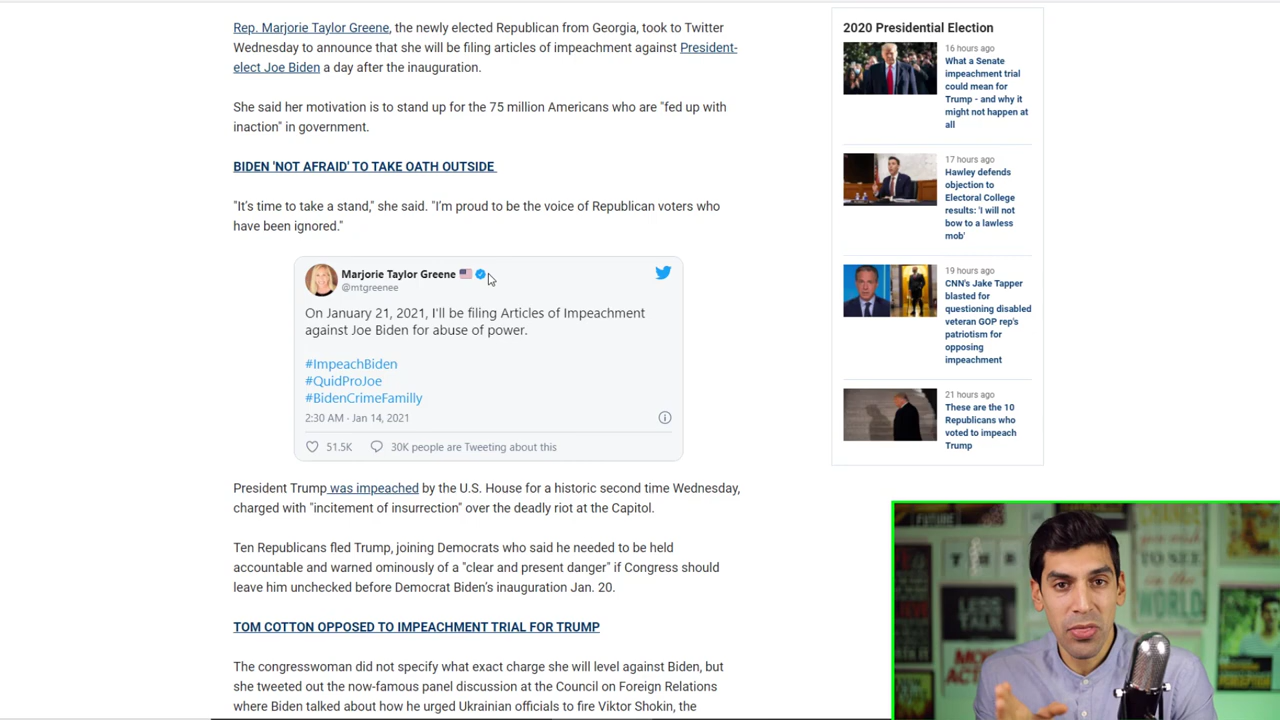 Rep. Marjorie Taylor Greene, the newly elected Republican from Georgia, took to Twitter
Wednesday to announce that she will be filing articles of impeachment against President-
elect Joe Biden a day after the inauguration.
She said her motivation is to stand up for the 75 million Americans who are "fed up with
inaction" in government.
BIDEN 'NOT AFRAID' TO TAKE OATH OUTSIDE
"It's time to take a stand," she said. "I'm proud to be the voice of Republican voters who
have been ignored."
Marjorie Taylor Greene
@mtgreenee
On January 21, 2021, I'll be filing Articles of Impeachment
against Joe Biden for abuse of power.
#ImpeachBiden
#QuidProJoe
#BidenCrimeFamilly
2:30 AM · Jan 14, 2021
51.5K 30K people are Tweeting about this
President Trump was impeached by the U.S. House for a historic second time Wednesday,
charged with "incitement of insurrection" over the deadly riot at the Capitol.
Ten Republicans fled Trump, joining Democrats who said he needed to be held
accountable and warned ominously of a "clear and present danger" if Congress should
leave him unchecked before Democrat Biden's inauguration Jan. 20.
TOM COTTON OPPOSED TO IMPEACHMENT TRIAL FOR TRUMP
The congresswoman did not specify what exact charge she will level against Biden, but
she tweeted out the now-famous panel discussion at the Council on Foreign Relations
where Biden talked about how he urged Ukrainian officials to fire Viktor Shokin, the
2020 Presidential Election
16 hours ago
What a Senate
impeachment trial
could mean for
Trump - and why it
might not happen at
all
17 hours ago
Hawley defends
objection to
Electoral College
results: 'I will not
bow to a lawless
mob'
19 hours ago
CNN's Jake Tapper
blasted for
questioning disabled
veteran GOP rep's
patriotism for
opposing
impeachment
21 hours ago
These are the 10
Republicans who
voted to impeach
Trump
LESS
TALK
TO SEE
IN THE
WORLD